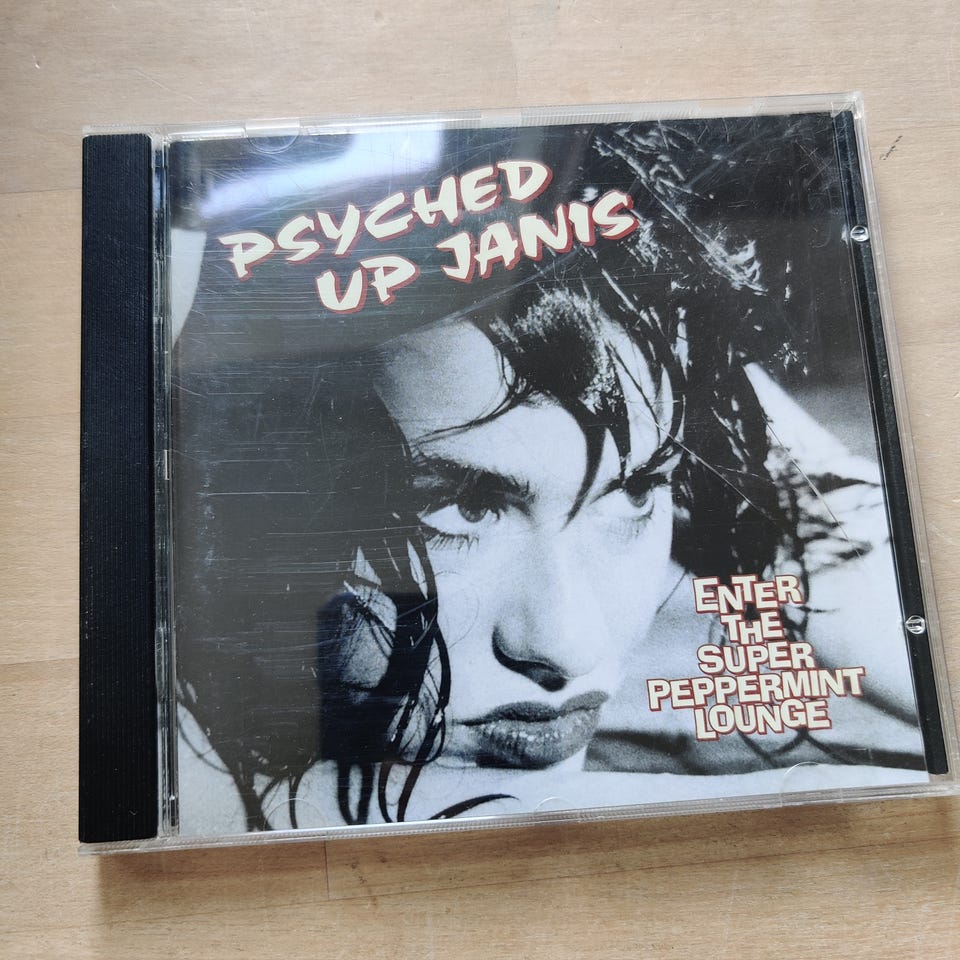 PSYCHED
UP JANIS
ENTER
THE
SUPER
PEPPERMINT
LOUNGE